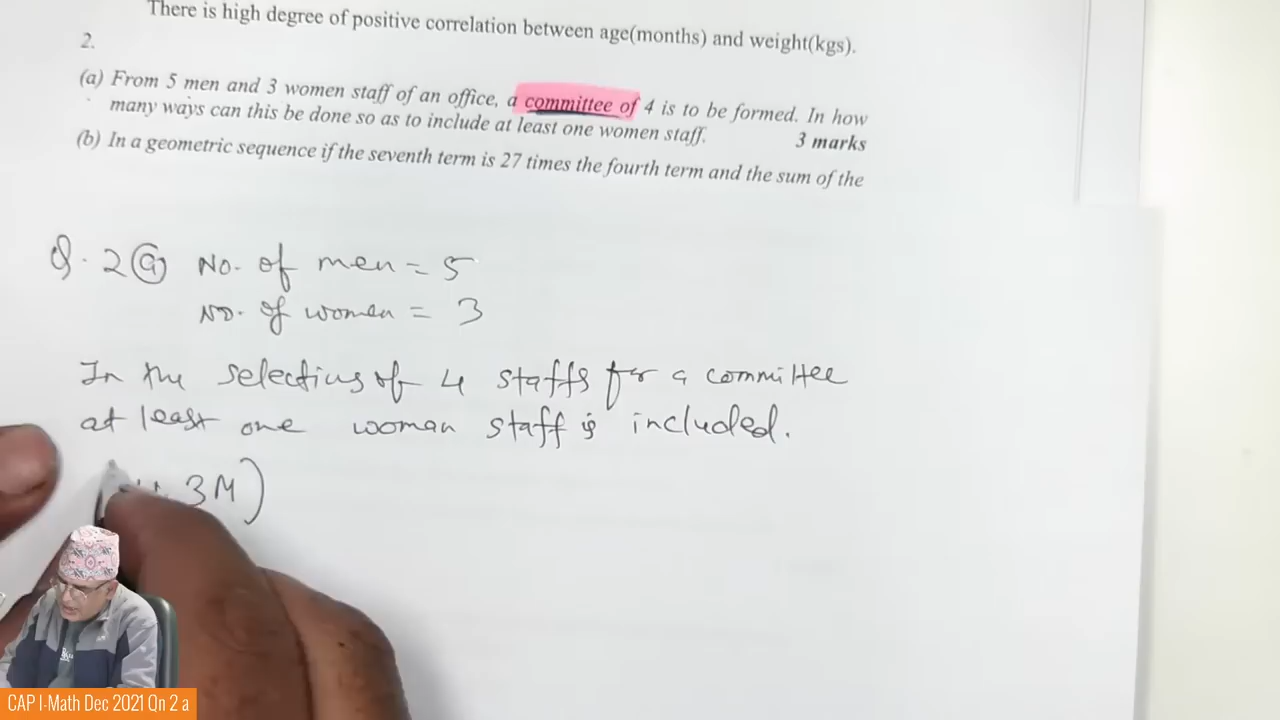 There is high degree of positive correlation between age(months) and weight(kgs).
2.
(a) From 5 men and 3 women staff of an office, a committee of 4 is to be formed. In how
many ways can this be done so as to include at least one women staff. 3 marks
(b) In a geometric sequence if the seventh term is 27 times the fourth term and the sum of the
Q. 2 (a) No. of men = 5
No. of women = 3
In the selection of 4 staffs for a committee
at least one woman staff is included.
3M)
CAP I-Math Dec 2021 Qn 2 a